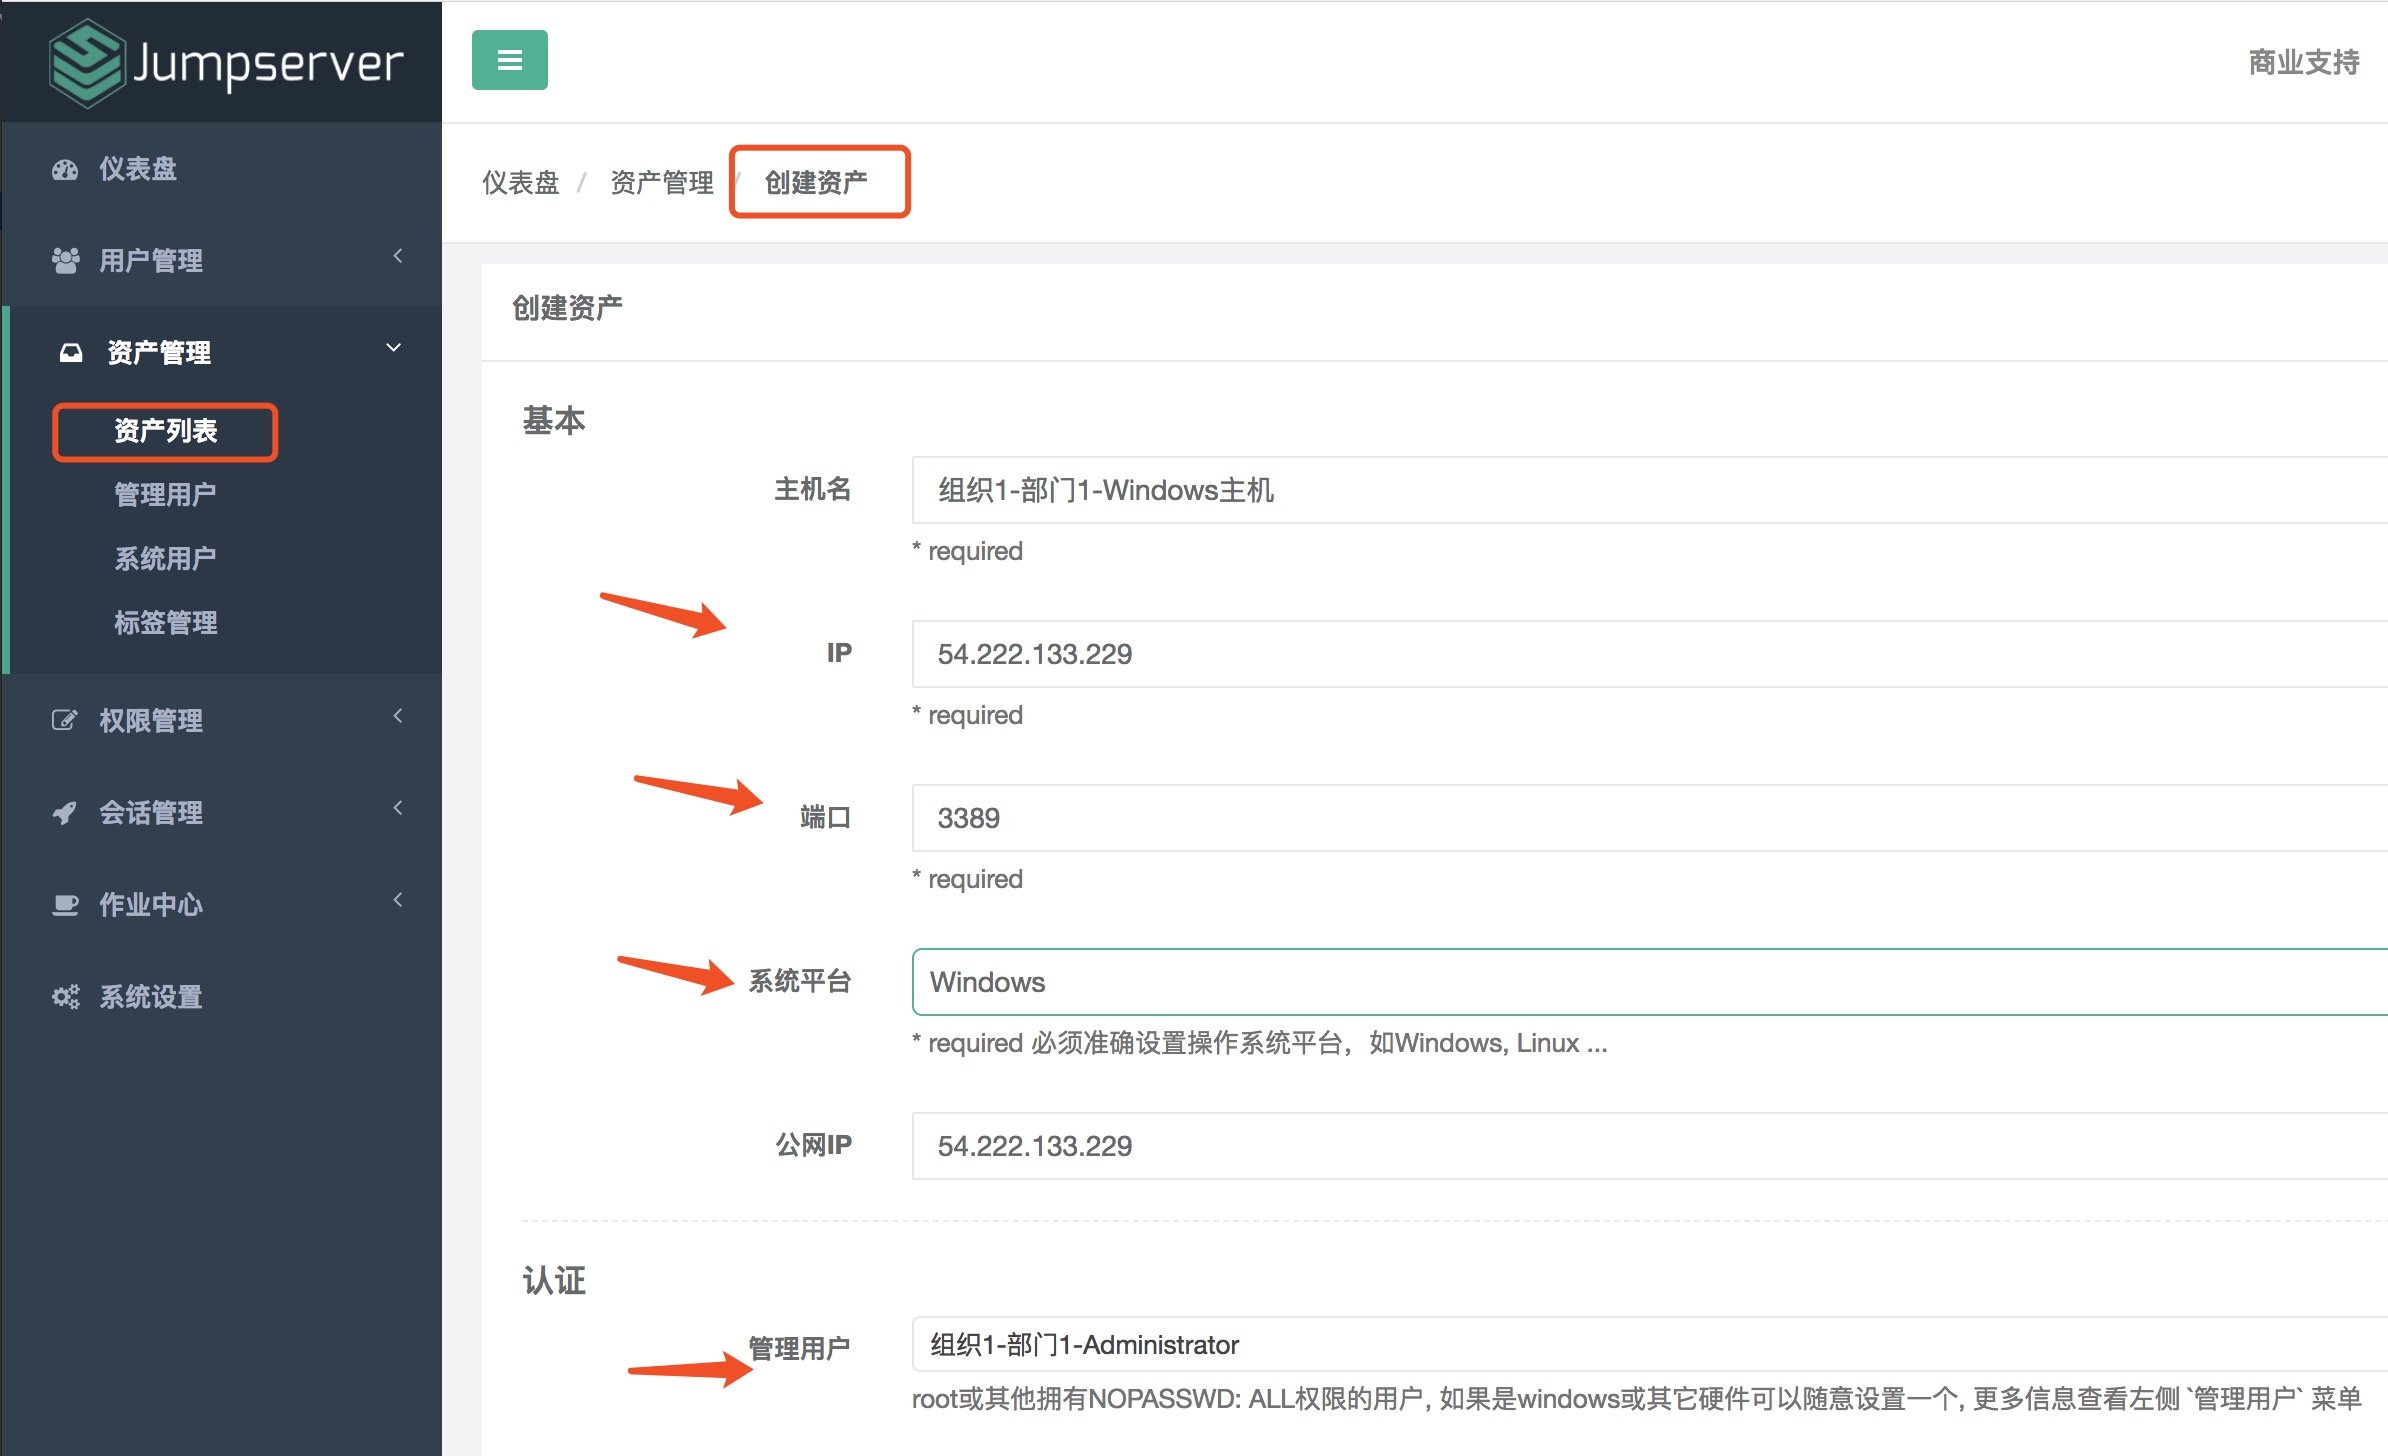 Jumpserver
商业支持
仪表盘
用户管理
资产管理
资产列表
管理用户
系统用户
标签管理
权限管理
会话管理
作业中心
系统设置
仪表盘 / 资产管理 / 创建资产
创建资产
基本
主机名 组织1-部门1-Windows主机
* required
IP 54.222.133.229
* required
端口 3389
* required
系统平台 Windows
* required 必须准确设置操作系统平台，如Windows, Linux ...
公网IP 54.222.133.229
认证
管理用户 组织1-部门1-Administrator
root或其他拥有NOPASSWD: ALL权限的用户, 如果是windows或其它硬件可以随意设置一个, 更多信息查看左侧 `管理用户` 菜单